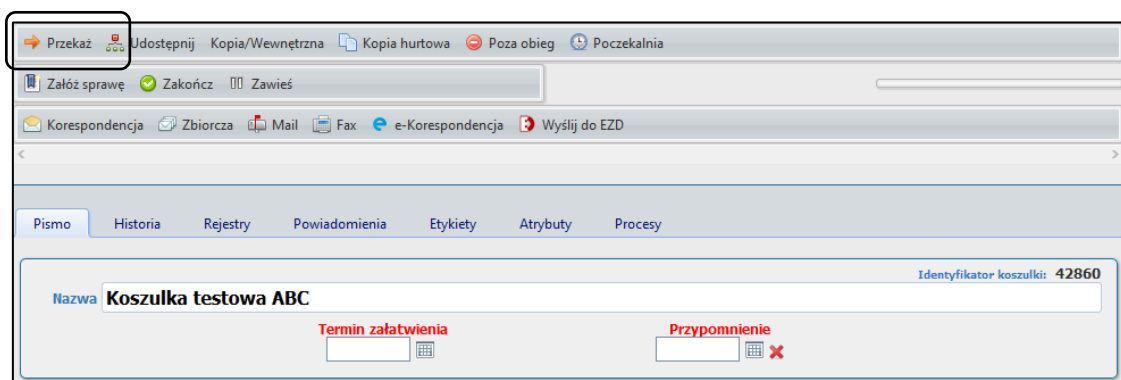 Przekaż Udostępnij Kopia/Wewnętrzna Kopia hurtowa Poza obieg Poczekalnia
Załóż sprawę Zakończ Zawieś
Korespondencja Zbiorcza Mail Fax e-Korespondencja Wyślij do EZD
Pismo Historia Rejestry Powiadomienia Etykiety Atrybuty Procesy
Identyfikator koszulki: 42860
Nazwa Koszulka testowa ABC
Termin załatwienia Przypomnienie